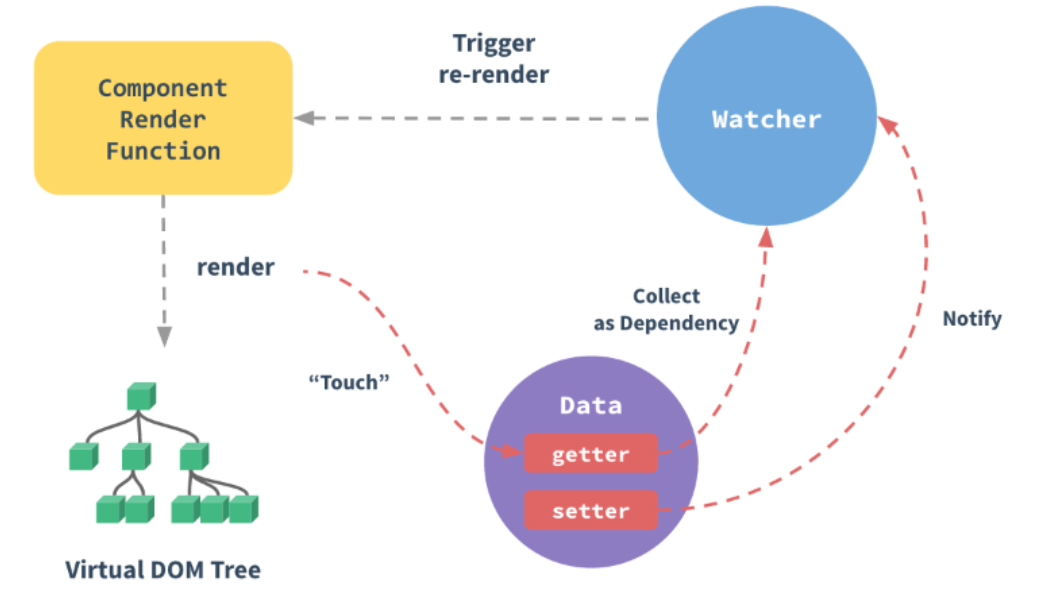 Trigger
re-render
Component
Render
Function
Watcher
render
Collect
as Dependency
Notify
“Touch”
Data
getter
setter
Virtual DOM Tree